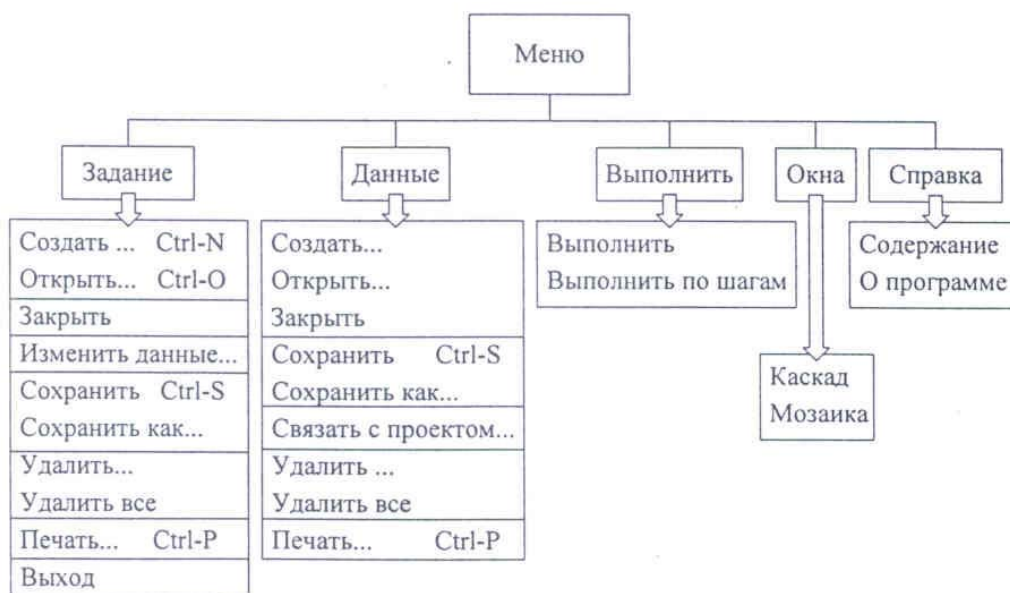 Меню
Задание
Данные
Выполнить
Окна
Справка
Создать ... Ctrl-N
Открыть... Ctrl-O
Закрыть
Изменить данные...
Сохранить Ctrl-S
Сохранить как...
Удалить...
Удалить все
Печать... Ctrl-P
Выход
Создать...
Открыть...
Закрыть
Сохранить Ctrl-S
Сохранить как...
Связать с проектом...
Удалить ...
Удалить все
Печать... Ctrl-P
Выполнить
Выполнить по шагам
Каскад
Мозаика
Содержание
О программе